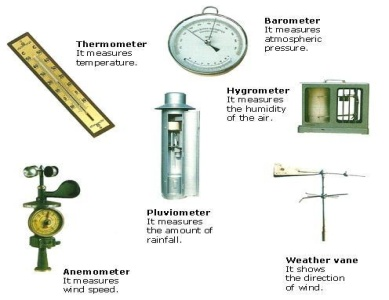 Barometer
It measures
atmospheric
pressure.
Thermometer
It measures
temperature.
Hygrometer
It measures
the humidity
of the air.
Pluviometer
It measures
the amount of
rainfall.
Anemometer
It measures
wind speed.
Weather vane
It shows
the direction
of wind.